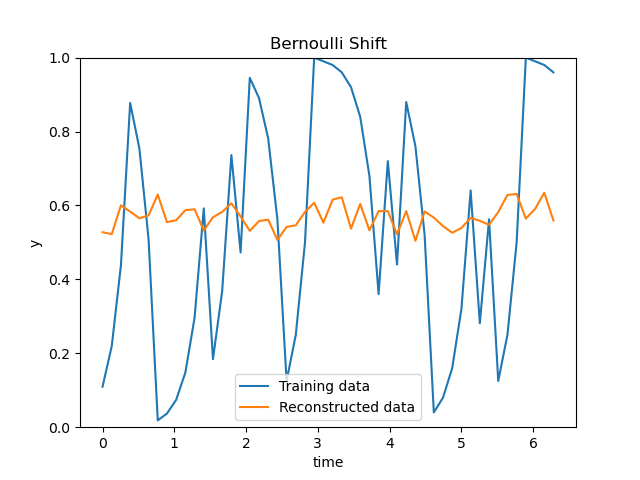 Bernoulli Shift
1.0
0.8
0.6
0.4
0.2
0.0
y
Training data
Reconstructed data
0 1 2 3 4 5 6
time